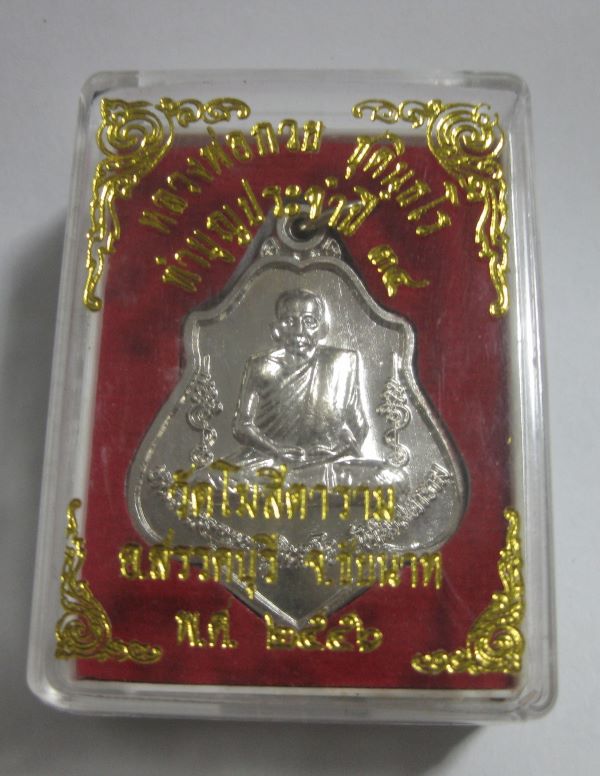 หลวงพ่อกวย ชุตินฺธโร
ทำบุญประจำปี ๓๔
วัดโฆสิตาราม
อ.สรรคบุรี จ.ชัยนาท
พ.ศ. ๒๕๕๖